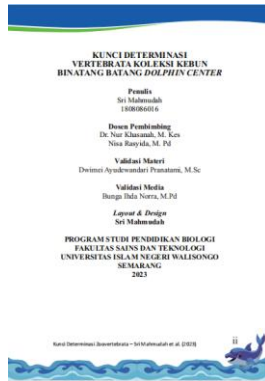 KUNCI DETERMINASI
VERTEBRATA KOLEKSI KEBUN
BINATANG BATANG DOLPHIN CENTER
Penulis
Sri Mahmudah
1808086016
Dosen Pembimbing
Dr. Nur Khasanah, M. Kes
Nisa Rasyida, M. Pd
Validasi Materi
Dwimei Ayudewandari Pranatami, M.Sc
Validasi Media
Bunga Ihda Norra, M.Pd
Layout & Design
Sri Mahmudah
PROGRAM STUDI PENDIDIKAN BIOLOGI
FAKULTAS SAINS DAN TEKNOLOGI
UNIVERSITAS ISLAM NEGERI WALISONGO
SEMARANG
2023
Kunci Determinasi Zoovertebrata – Sri Mahmudah et al. (2023)